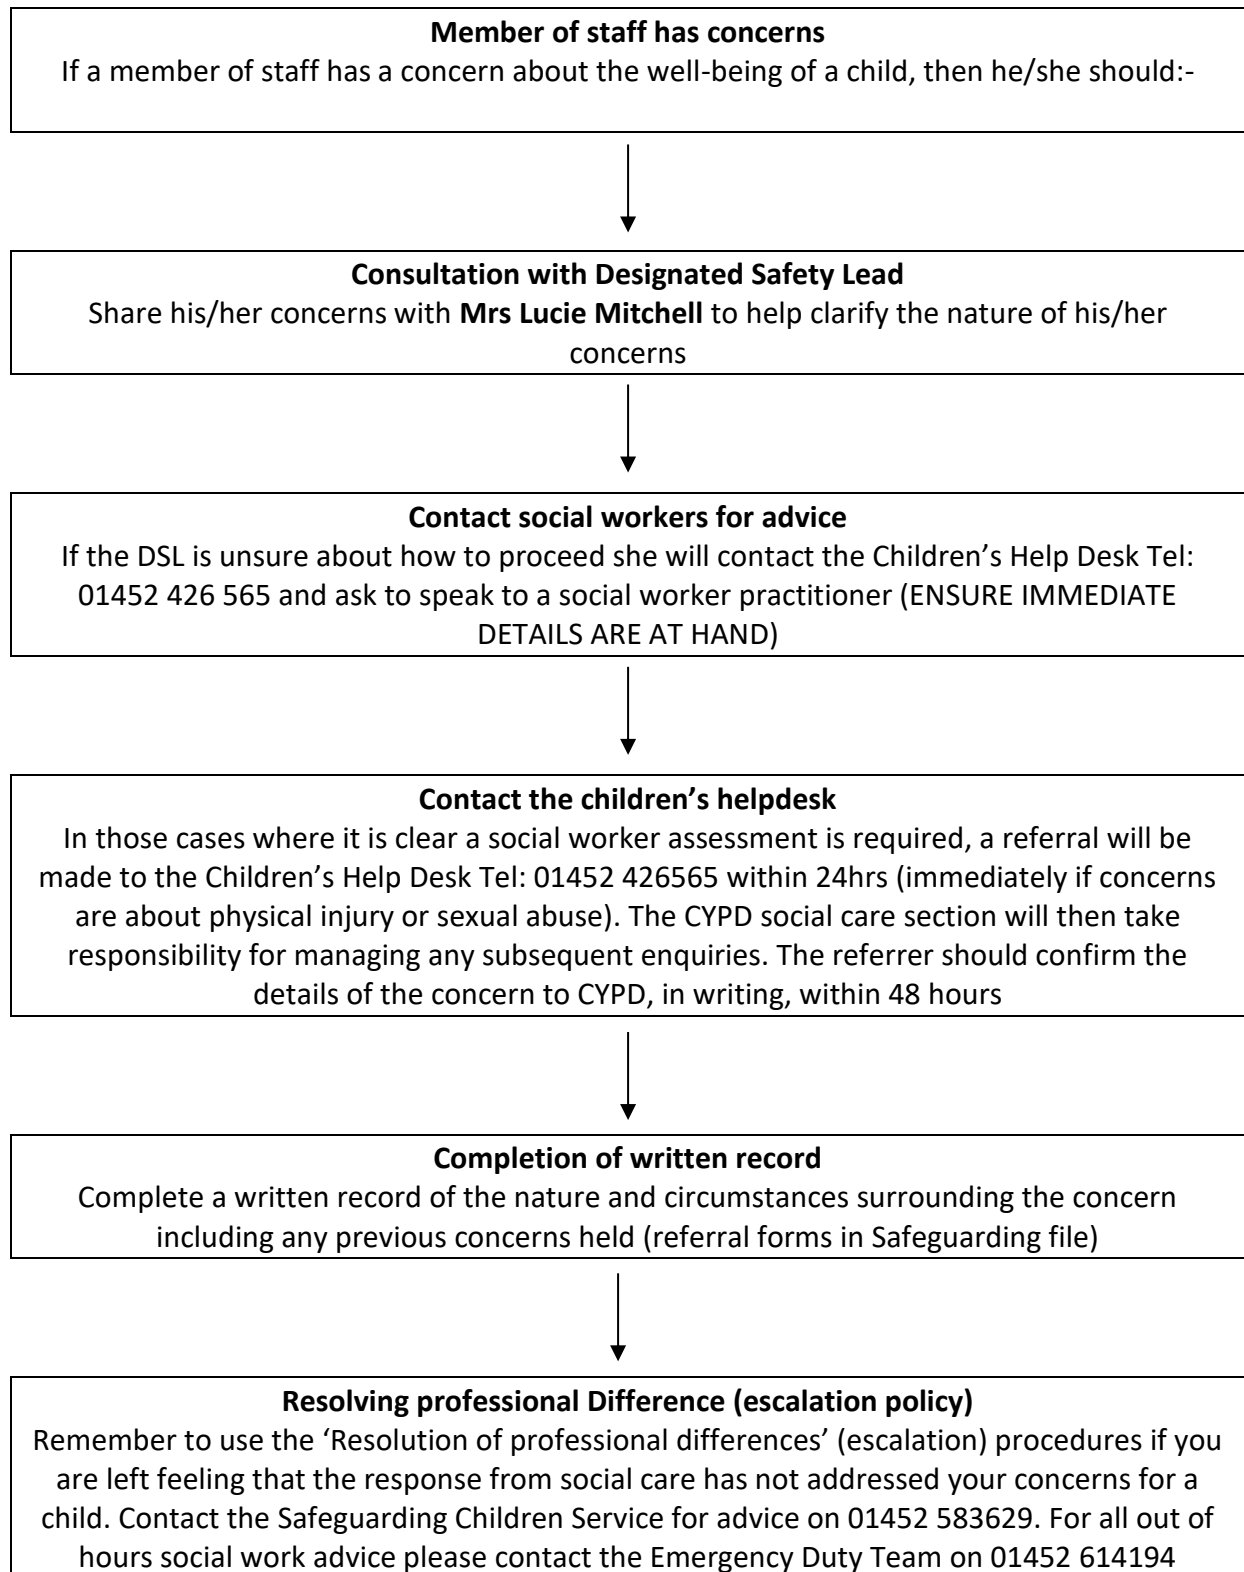 Member of staff has concerns
If a member of staff has a concern about the well-being of a child, then he/she should:-
Consultation with Designated Safety Lead
Share his/her concerns with Mrs Lucie Mitchell to help clarify the nature of his/her
concerns
Contact social workers for advice
If the DSL is unsure about how to proceed she will contact the Children’s Help Desk Tel:
01452 426 565 and ask to speak to a social worker practitioner (ENSURE IMMEDIATE
DETAILS ARE AT HAND)
Contact the children’s helpdesk
In those cases where it is clear a social worker assessment is required, a referral will be
made to the Children’s Help Desk Tel: 01452 426565 within 24hrs (immediately if concerns
are about physical injury or sexual abuse). The CYPD social care section will then take
responsibility for managing any subsequent enquiries. The referrer should confirm the
details of the concern to CYPD, in writing, within 48 hours
Completion of written record
Complete a written record of the nature and circumstances surrounding the concern
including any previous concerns held (referral forms in Safeguarding file)
Resolving professional Difference (escalation policy)
Remember to use the ‘Resolution of professional differences’ (escalation) procedures if you
are left feeling that the response from social care has not addressed your concerns for a
child. Contact the Safeguarding Children Service for advice on 01452 583629. For all out of
hours social work advice please contact the Emergency Duty Team on 01452 614194